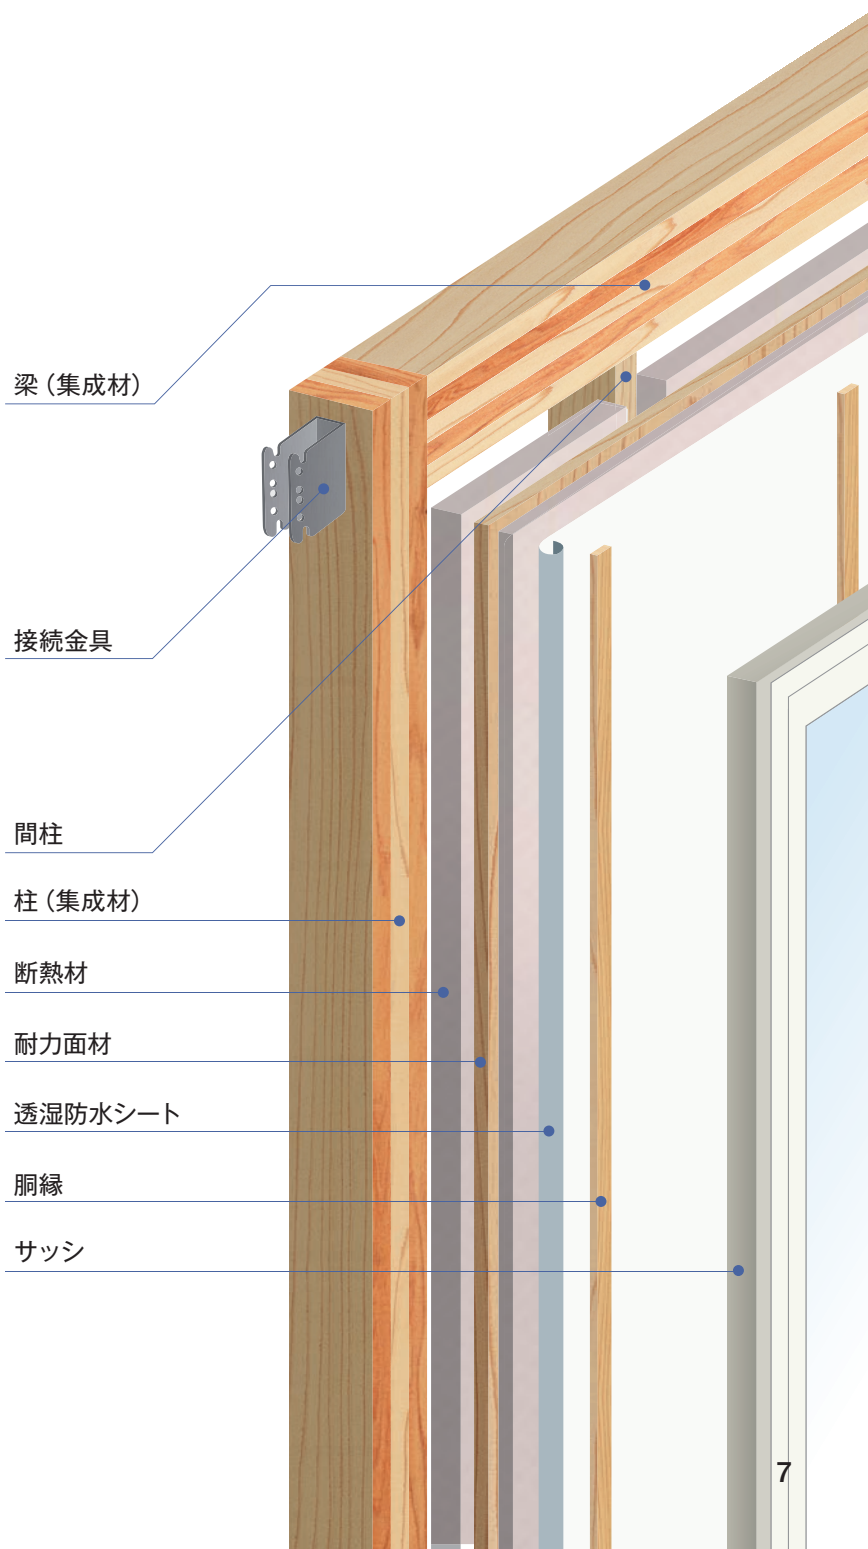 梁（集成材）
接続金具
間柱
柱（集成材）
断熱材
耐力面材
透湿防水シート
胴縁
サッシ
7